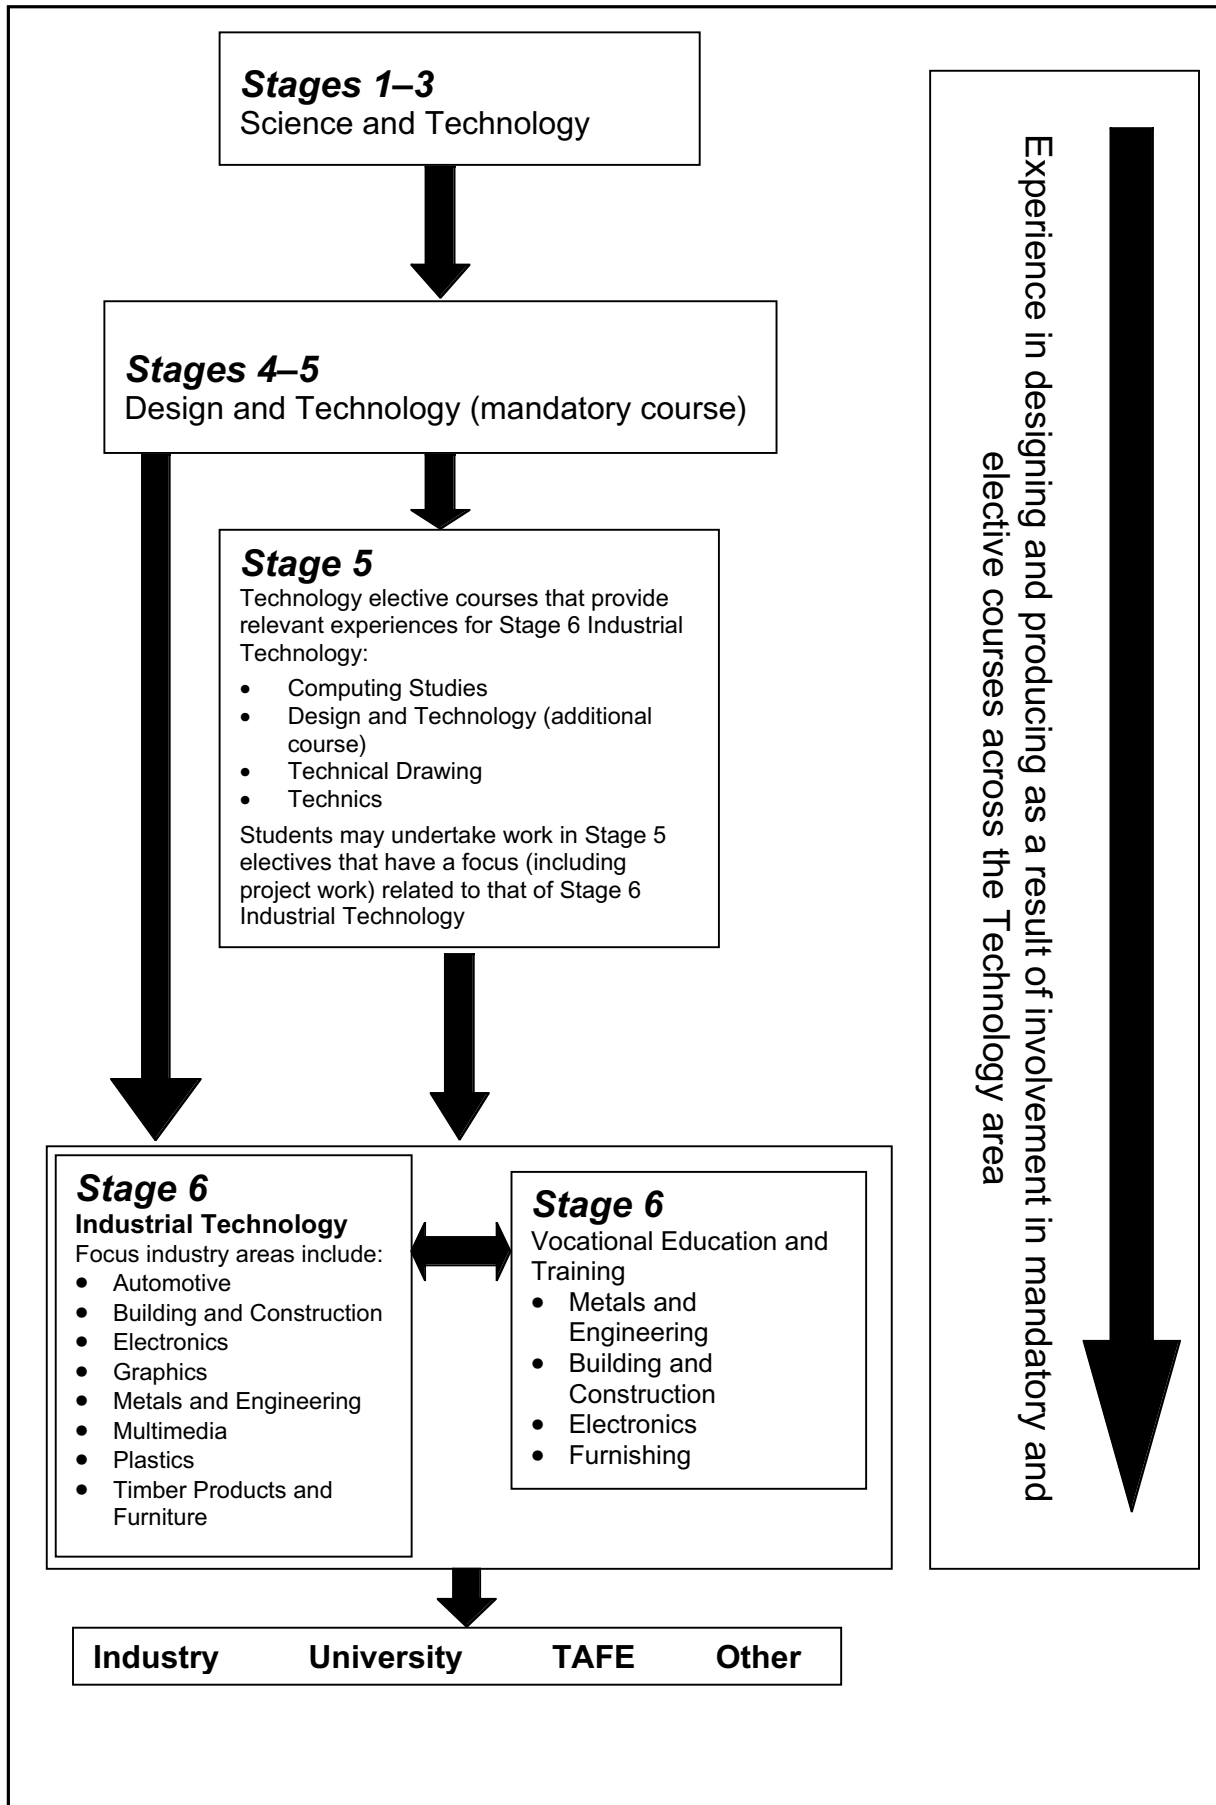 Stages 1–3
Science and Technology
Stages 4–5
Design and Technology (mandatory course)
Stage 5
Technology elective courses that provide
relevant experiences for Stage 6 Industrial
Technology:
• Computing Studies
• Design and Technology (additional
course)
• Technical Drawing
• Technics
Students may undertake work in Stage 5
electives that have a focus (including
project work) related to that of Stage 6
Industrial Technology
Stage 6
Industrial Technology
Focus industry areas include:
• Automotive
• Building and Construction
• Electronics
• Graphics
• Metals and Engineering
• Multimedia
• Plastics
• Timber Products and
Furniture
Stage 6
Vocational Education and
Training
• Metals and
Engineering
• Building and
Construction
• Electronics
• Furnishing
Industry University TAFE Other
Experience in designing and producing as a result of involvement in mandatory and
elective courses across the Technology area